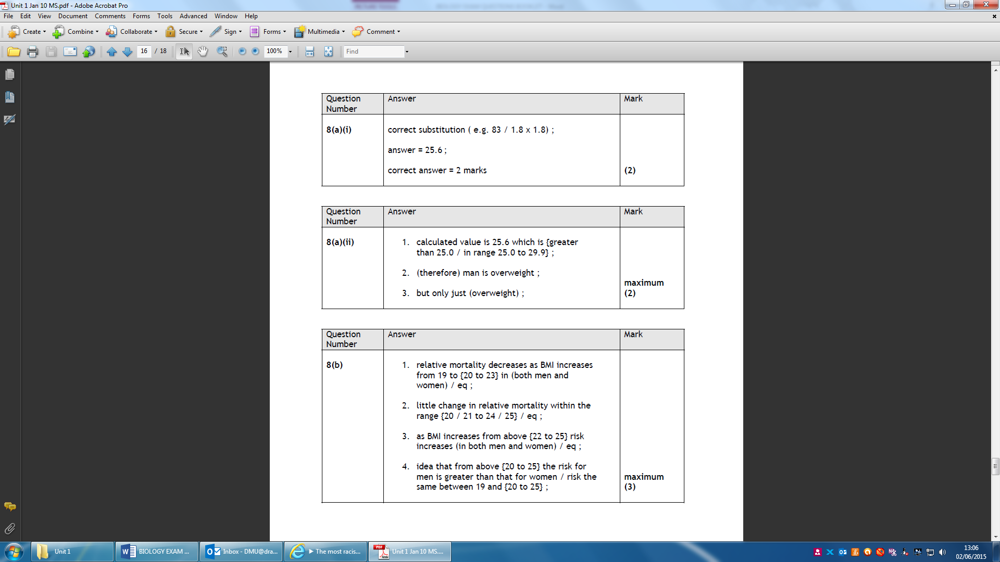 Unit 1 Jan 10 MS.pdf - Adobe Acrobat Pro
File Edit View Document Comments Forms Tools Advanced Window Help
Create Combine Collaborate Secure Sign Forms Multimedia Comment
16 / 18 100% Find
Question Number Answer Mark
8(a)(i) correct substitution ( e.g. 83 / 1.8 x 1.8) ;
answer = 25.6 ;
correct answer = 2 marks (2)
Question Number Answer Mark
8(a)(ii) 1. calculated value is 25.6 which is {greater
than 25.0 / in range 25.0 to 29.9} ;
2. (therefore) man is overweight ;
maximum
3. but only just (overweight) ; (2)
Question Number Answer Mark
8(b) 1. relative mortality decreases as BMI increases
from 19 to {20 to 23} in (both men and
women) / eq ;
2. little change in relative mortality within the
range {20 / 21 to 24 / 25} / eq ;
3. as BMI increases from above {22 to 25} risk
increases (in both men and women) / eq ;
4. idea that from above {20 to 25} the risk for
men is greater than that for women / risk the maximum
same between 19 and {20 to 25} ; (3)
Unit 1 BIOLOGY EXAM ... Inbox - DMU@dra... The most racis... Unit 1 Jan 10 MS....
13:06
02/06/2015